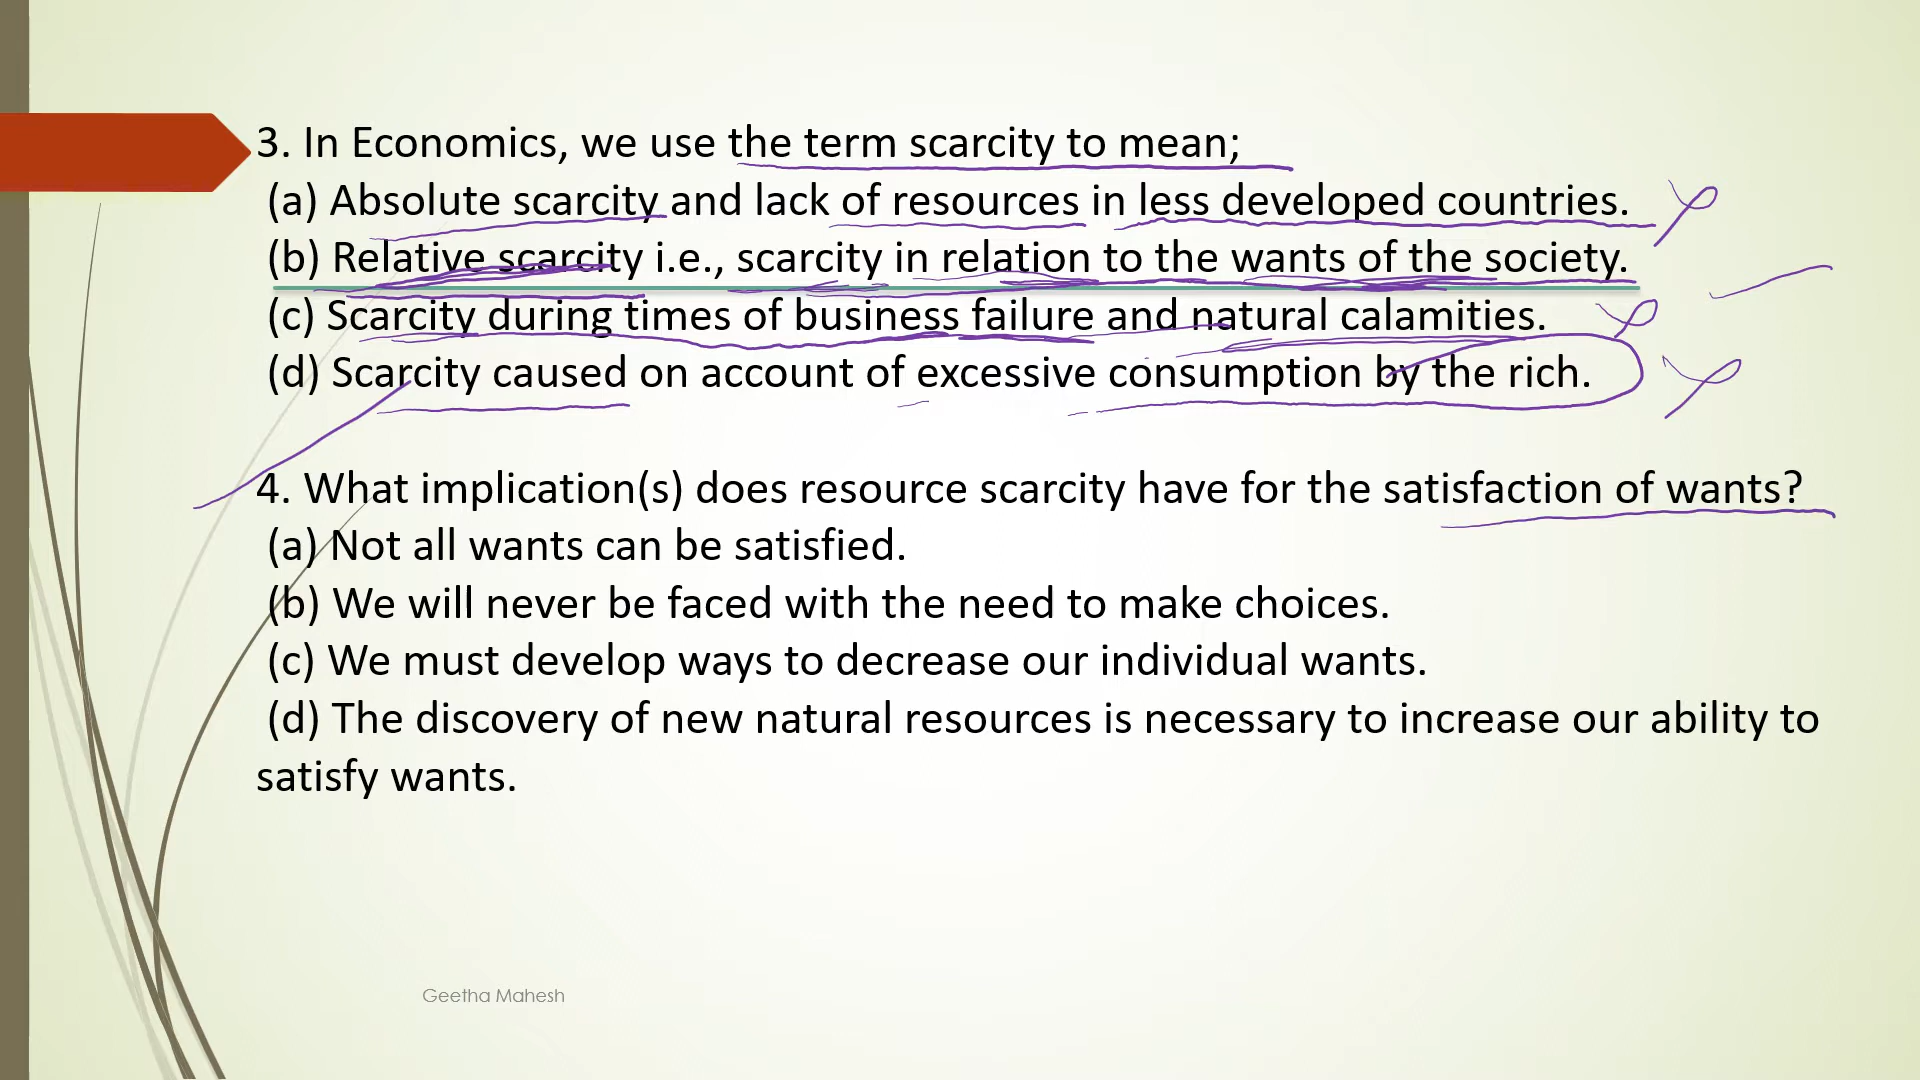 3. In Economics, we use the term scarcity to mean;
(a) Absolute scarcity and lack of resources in less developed countries.
(b) Relative scarcity i.e., scarcity in relation to the wants of the society.
(c) Scarcity during times of business failure and natural calamities.
(d) Scarcity caused on account of excessive consumption by the rich.
4. What implication(s) does resource scarcity have for the satisfaction of wants?
(a) Not all wants can be satisfied.
(b) We will never be faced with the need to make choices.
(c) We must develop ways to decrease our individual wants.
(d) The discovery of new natural resources is necessary to increase our ability to
satisfy wants.
Geetha Mahesh